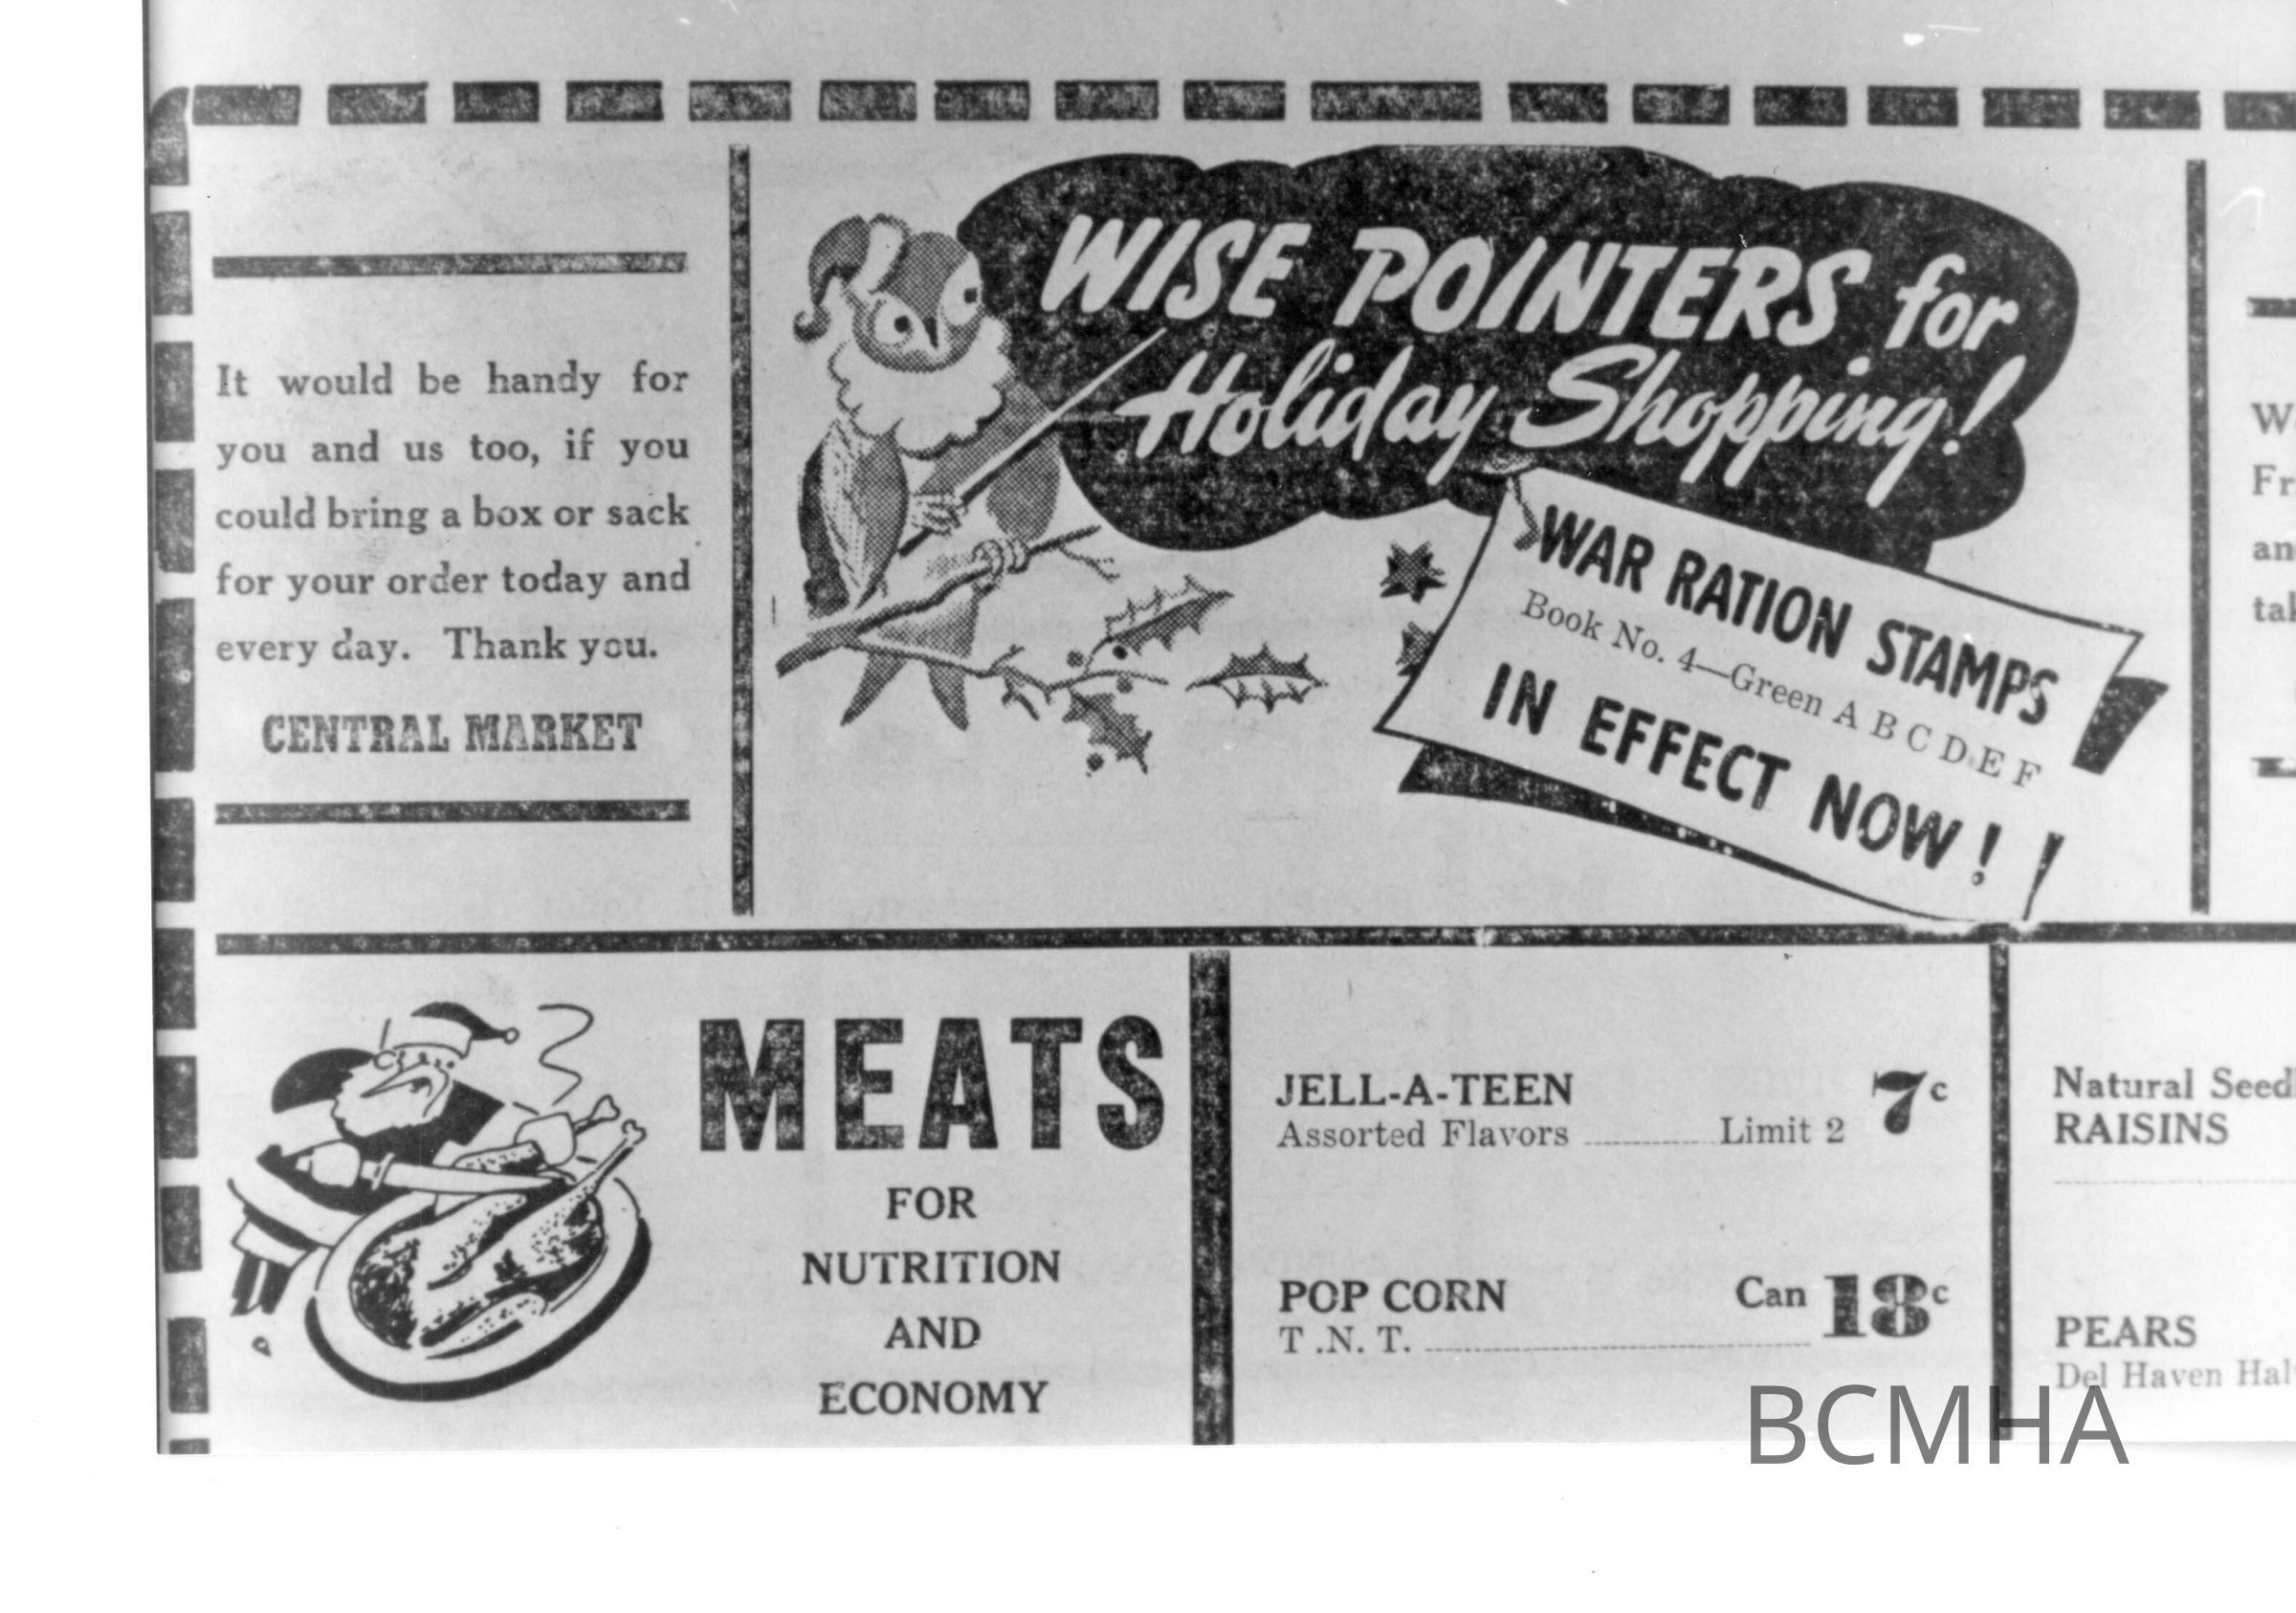 It would be handy for
you and us too, if you
could bring a box or sack
for your order today and
every day. Thank you.
CENTRAL MARKET
WISE POINTERS for
Holiday Shopping!
WAR RATION STAMPS
Book No. 4—Green A B C D E F
IN EFFECT NOW!
MEATS
FOR
NUTRITION
AND
ECONOMY
JELL-A-TEEN
Assorted Flavors Limit 2 7c
POP CORN Can 18c
T .N. T.
Natural
RAISINS
PEARS
Del Haven
BCMHA